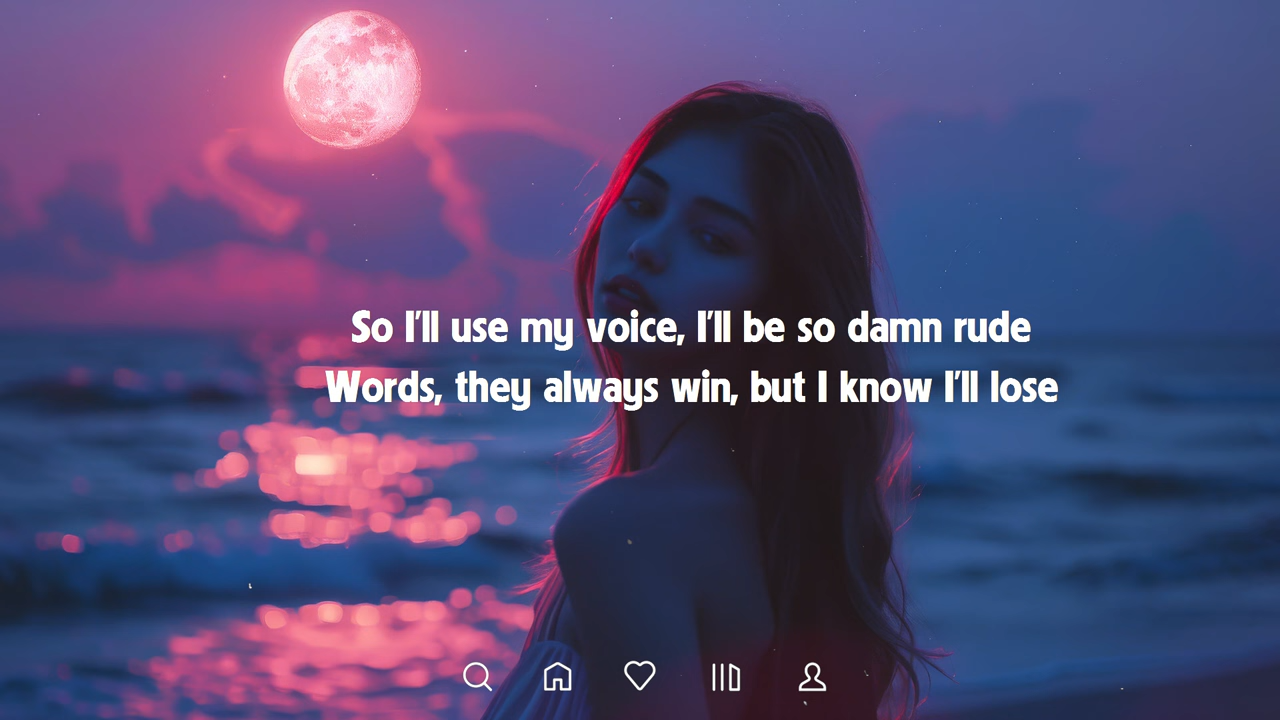 So I'll use my voice, I'll be so damn rude
Words, they always win, but I know I'll lose